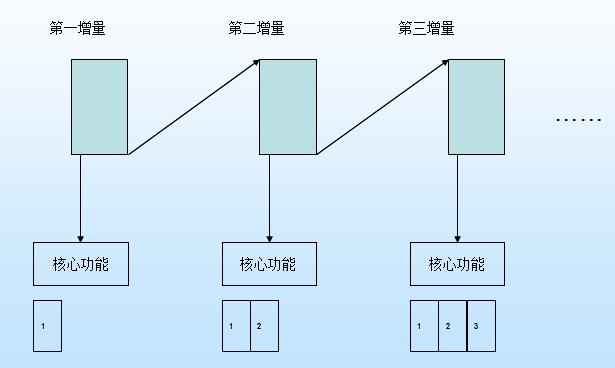 第一增量 第二增量 第三增量
······
核心功能 核心功能 核心功能
1 1 2 1 2 3